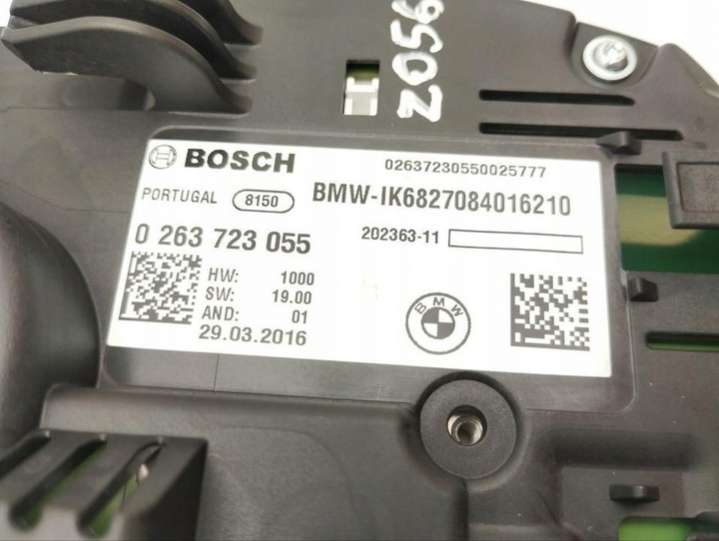 Z056
BOSCH
02637230550025777
PORTUGAL 8150 BMW-IK6827084016210
0 263 723 055
202363-11
HW: 1000
SW: 19.00
AND: 01
29.03.2016
BMW